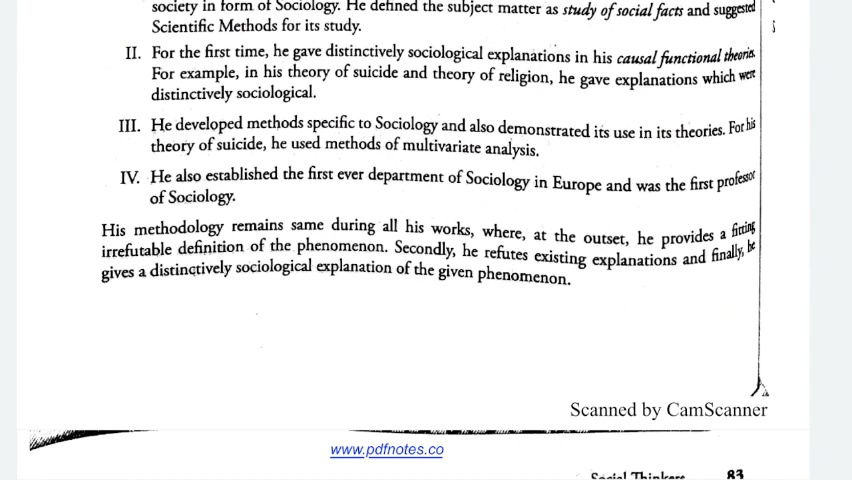 society in form of Sociology. He defined the subject matter as study of social facts and suggested
Scientific Methods for its study.
II. For the first time, he gave distinctively sociological explanations in his causal functional theories.
For example, in his theory of suicide and theory of religion, he gave explanations which were
distinctively sociological.
III. He developed methods specific to Sociology and also demonstrated its use in its theories. For his
theory of suicide, he used methods of multivariate analysis.
IV. He also established the first ever department of Sociology in Europe and was the first professor
of Sociology.
His methodology remains same during all his works, where, at the outset, he provides a fitting
irrefutable definition of the phenomenon. Secondly, he refutes existing explanations and finally, he
gives a distinctively sociological explanation of the given phenomenon.
Scanned by CamScanner
www.pdfnotes.co
Social Thinkers 83